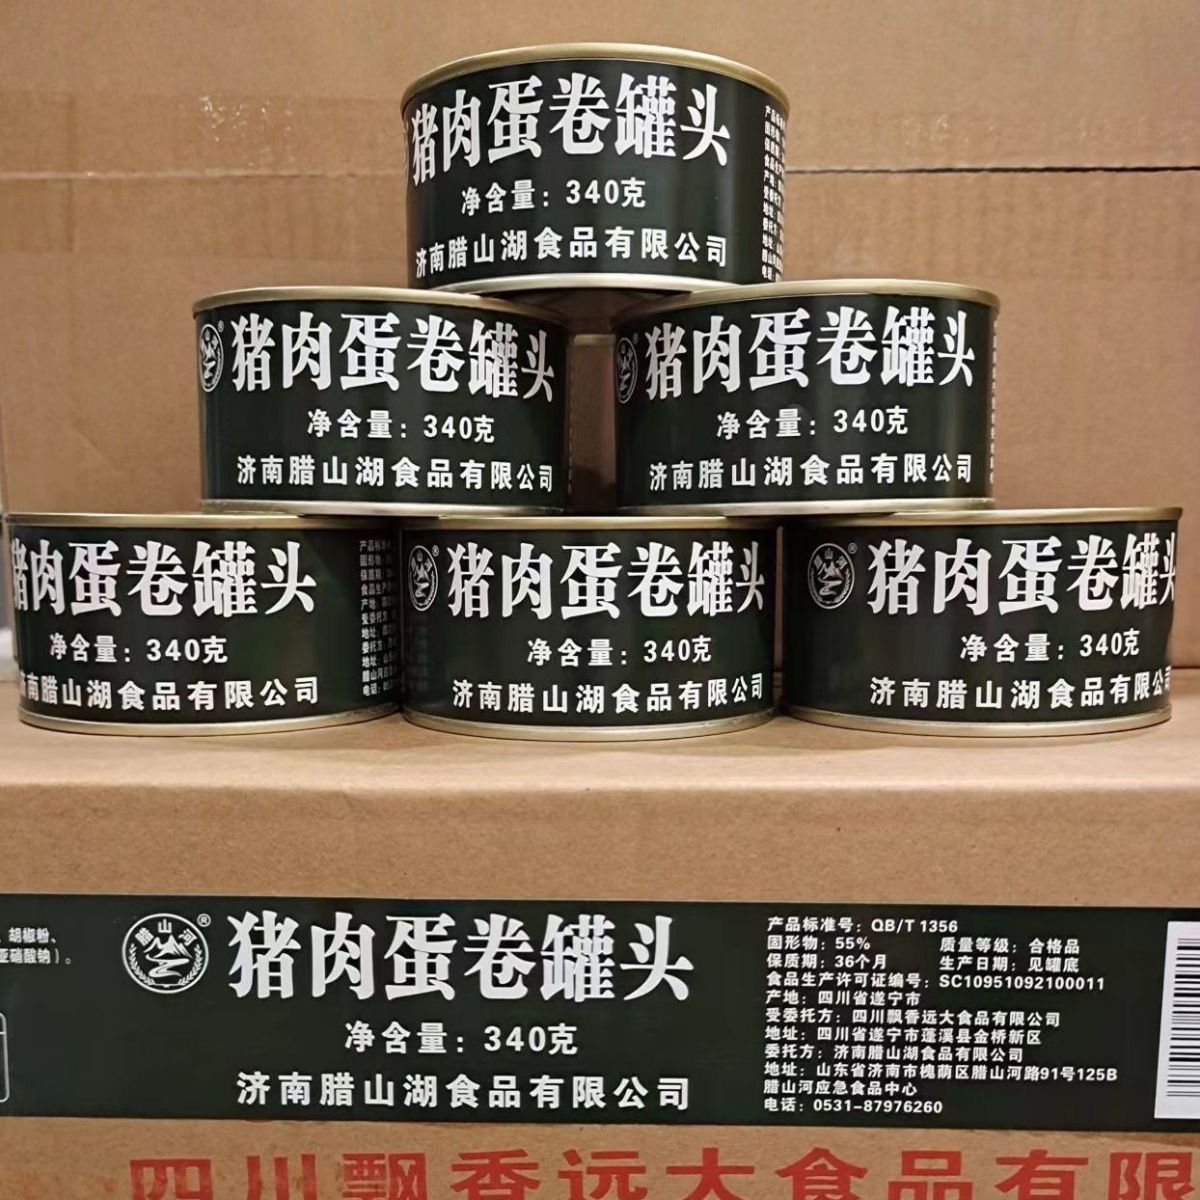 猪肉蛋卷罐头
净含量：340克
济南腊山湖食品有限公司
猪肉蛋卷罐头
净含量：340克
济南腊山湖食品有限公司
猪肉蛋卷罐头
净含量：340克
济南腊山湖食品有限公司
猪肉蛋卷罐头
净含量：340克
南腊山湖食品有限公司
猪肉蛋卷罐头
净含量：340克
济南腊山湖食品有限公司
猪肉蛋卷罐头
净含量：340克
济南腊山湖食品有限公司
、胡椒粉、
亚硝酸钠）。
腊山河®
猪肉蛋卷罐头
净含量：340克
济南腊山湖食品有限公司
产品标准号：QB/T 1356
固形物：55% 质量等级：合格品
保质期：36个月 生产日期：见罐底
食品生产许可证编号：SC10951092100011
产地：四川省遂宁市
受委托方：四川飘香远大食品有限公司
地址：四川省遂宁市蓬溪县金桥新区
委托方：济南腊山湖食品有限公司
地址：山东省济南市槐荫区腊山河路91号125B
腊山河应急食品中心
电话：0531-87976260
四川飘香远大食品有限